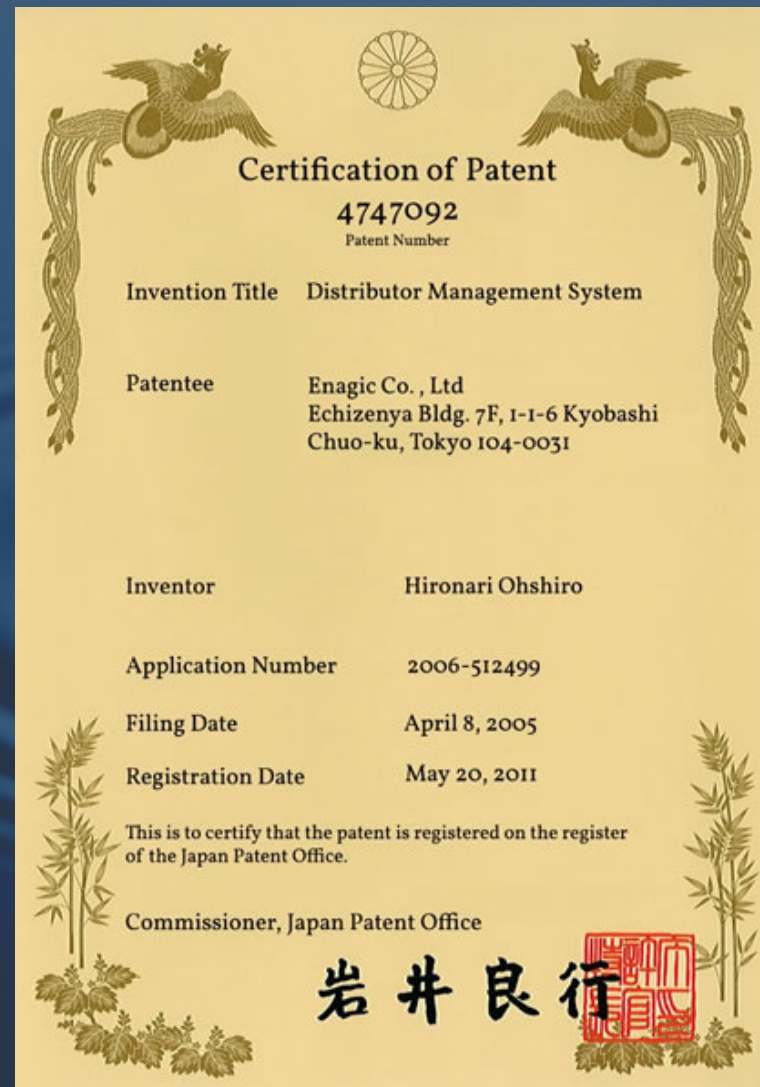 Certification of Patent
4747092
Patent Number
Invention Title Distributor Management System
Patentee Enagic Co. , Ltd
Echizenya Bldg. 7F, 1-1-6 Kyobashi
Chuo-ku, Tokyo 104-0031
Inventor Hironari Ohshiro
Application Number 2006-512499
Filing Date April 8, 2005
Registration Date May 20, 2011
This is to certify that the patent is registered on the register
of the Japan Patent Office.
Commissioner, Japan Patent Office
岩井良行